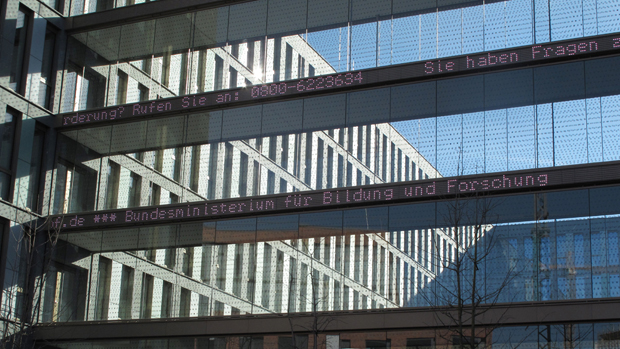 rderung? Rufen Sie an: 0800-6223634 Sie haben Fragen z
.de *** Bundesministerium für Bildung und Forschung